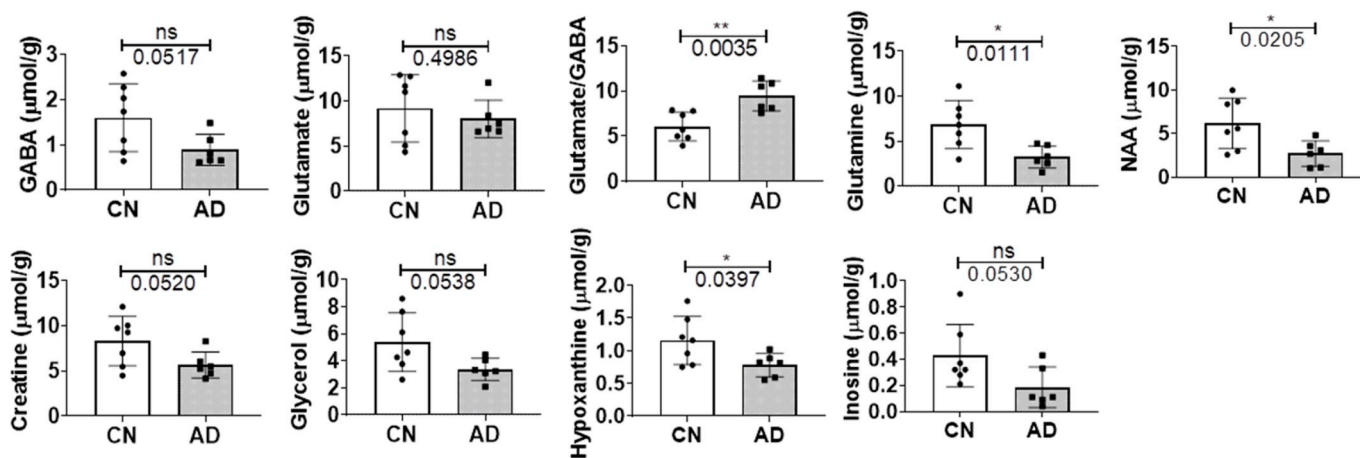 GABA (μmol/g)
3
2
1
0
ns
0.0517
CN AD
Glutamate (μmol/g)
15
10
5
0
ns
0.4986
CN AD
Glutamate/GABA
15
10
5
0
**
0.0035
CN AD
Glutamine (μmol/g)
15
10
5
0
*
0.0111
CN AD
NAA (μmol/g)
15
10
5
0
*
0.0205
CN AD
Creatine (μmol/g)
15
10
5
0
ns
0.0520
CN AD
Glycerol (μmol/g)
10
8
6
4
2
0
ns
0.0538
CN AD
Hypoxanthine (μmol/g)
2.0
1.5
1.0
0.5
0.0
*
0.0397
CN AD
Inosine (μmol/g)
1.0
0.8
0.6
0.4
0.2
0.0
ns
0.0530
CN AD